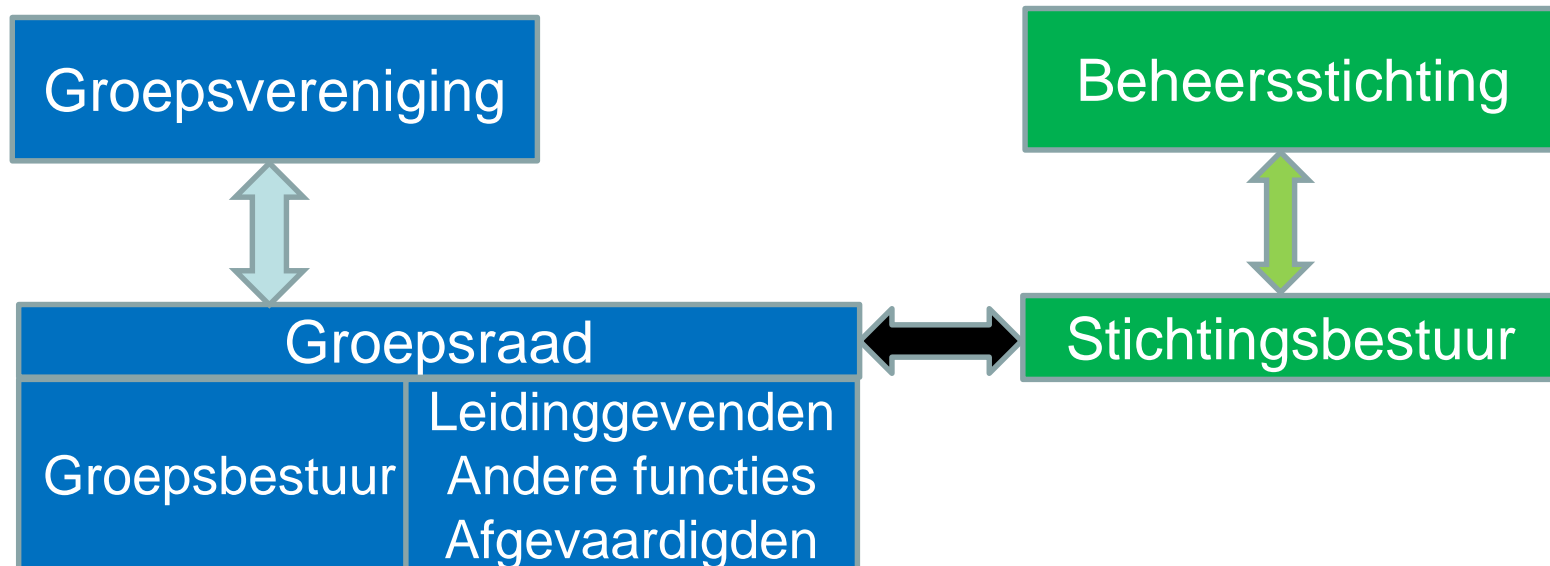 Groepsvereniging
Beheersstichting
Groepsraad
Stichtingsbestuur
Groepsbestuur
Leidinggevenden
Andere functies
Afgevaardigden